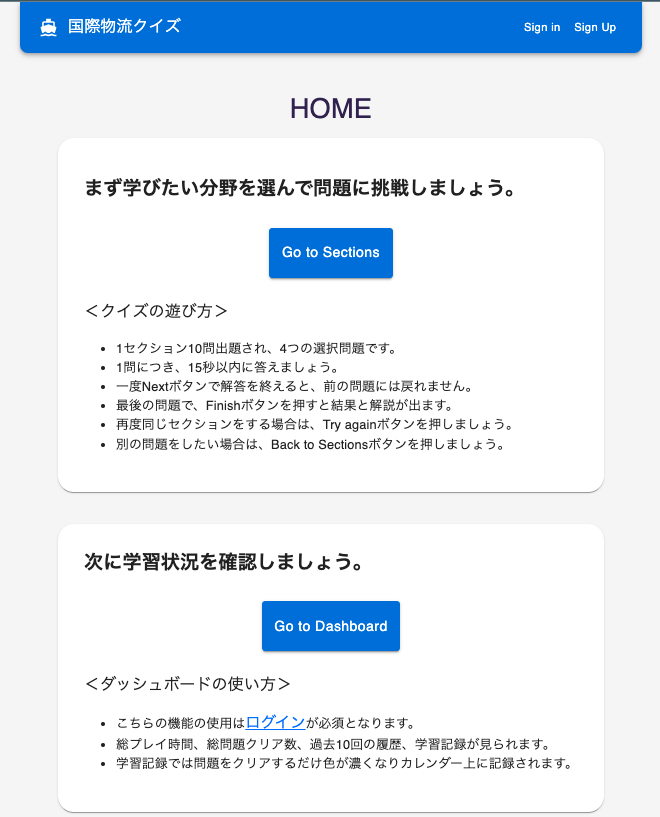 国際物流クイズ
Sign in
Sign Up
HOME
まず学びたい分野を選んで問題に挑戦しましょう。
Go to Sections
＜クイズの遊び方＞
1セクション10問出題され、4つの選択問題です。
1問につき、15秒以内に答えましょう。
一度Nextボタンで解答を終えると、前の問題には戻れません。
最後の問題で、Finishボタンを押すと結果と解説が出ます。
再度同じセクションをする場合は、Try againボタンを押しましょう。
別の問題をしたい場合は、Back to Sectionsボタンを押しましょう。
次に学習状況を確認しましょう。
Go to Dashboard
＜ダッシュボードの使い方＞
こちらの機能の使用はログインが必須となります。
総プレイ時間、総問題クリア数、過去10回の履歴、学習記録が見られます。
学習記録では問題をクリアするだけ色が濃くなりカレンダー上に記録されます。